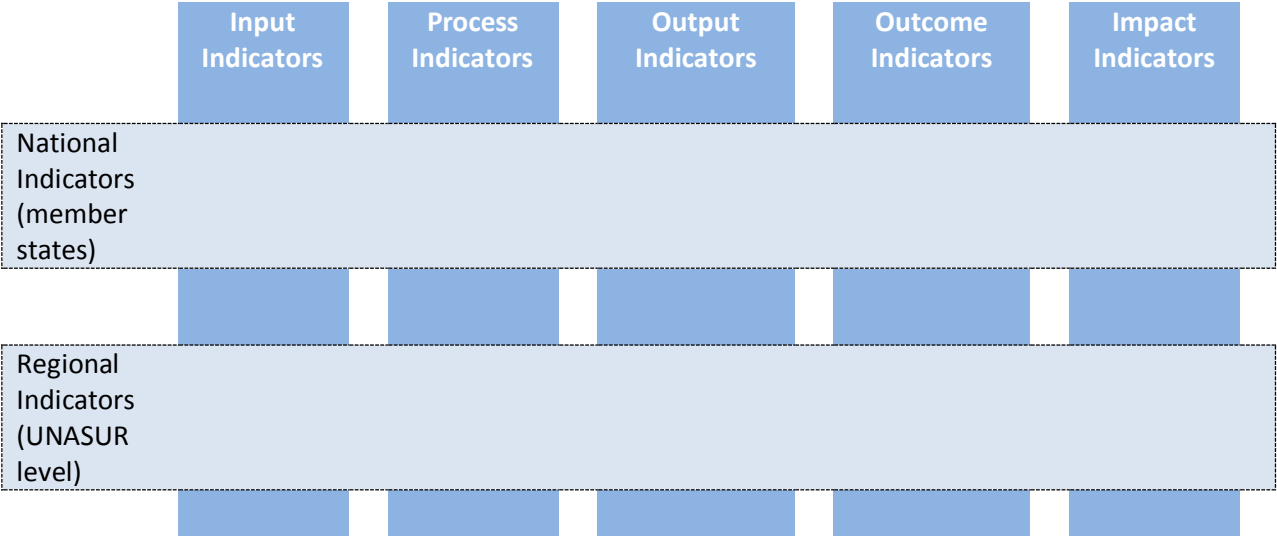 Input
Indicators
Process
Indicators
Output
Indicators
Outcome
Indicators
Impact
Indicators
National
Indicators
(member
states)
Regional
Indicators
(UNASUR
level)